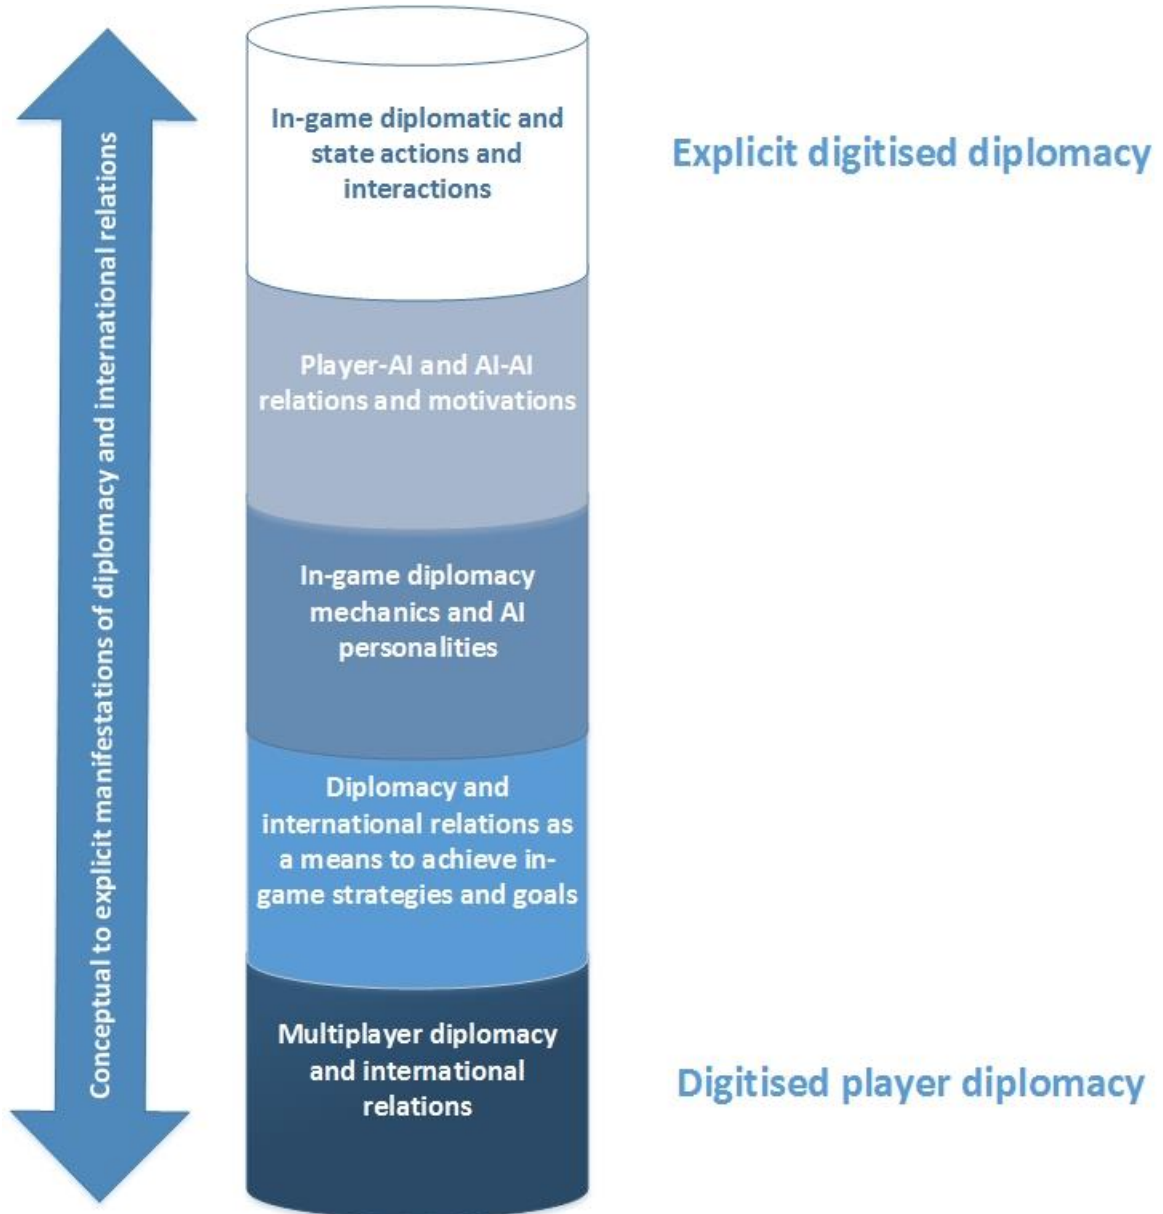 Conceptual to explicit manifestations of diplomacy and international relations
In-game diplomatic and
state actions and
interactions
Explicit digitised diplomacy
Player-AI and AI-AI
relations and motivations
In-game diplomacy
mechanics and AI
personalities
Diplomacy and
international relations as
a means to achieve in-
game strategies and goals
Multiplayer diplomacy
and international
relations
Digitised player diplomacy